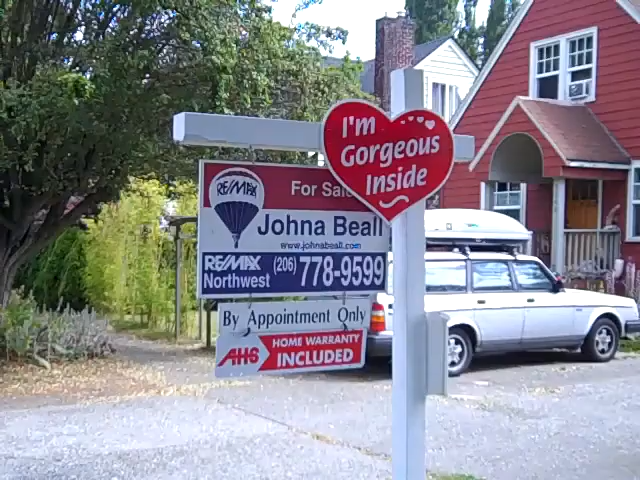 I'm
Gorgeous
Inside
RE/MAX
For Sale
Johna Beall
www.johnabeall.com
RE/MAX
Northwest
(206) 778-9599
By Appointment Only
AHS
HOME WARRANTY
INCLUDED